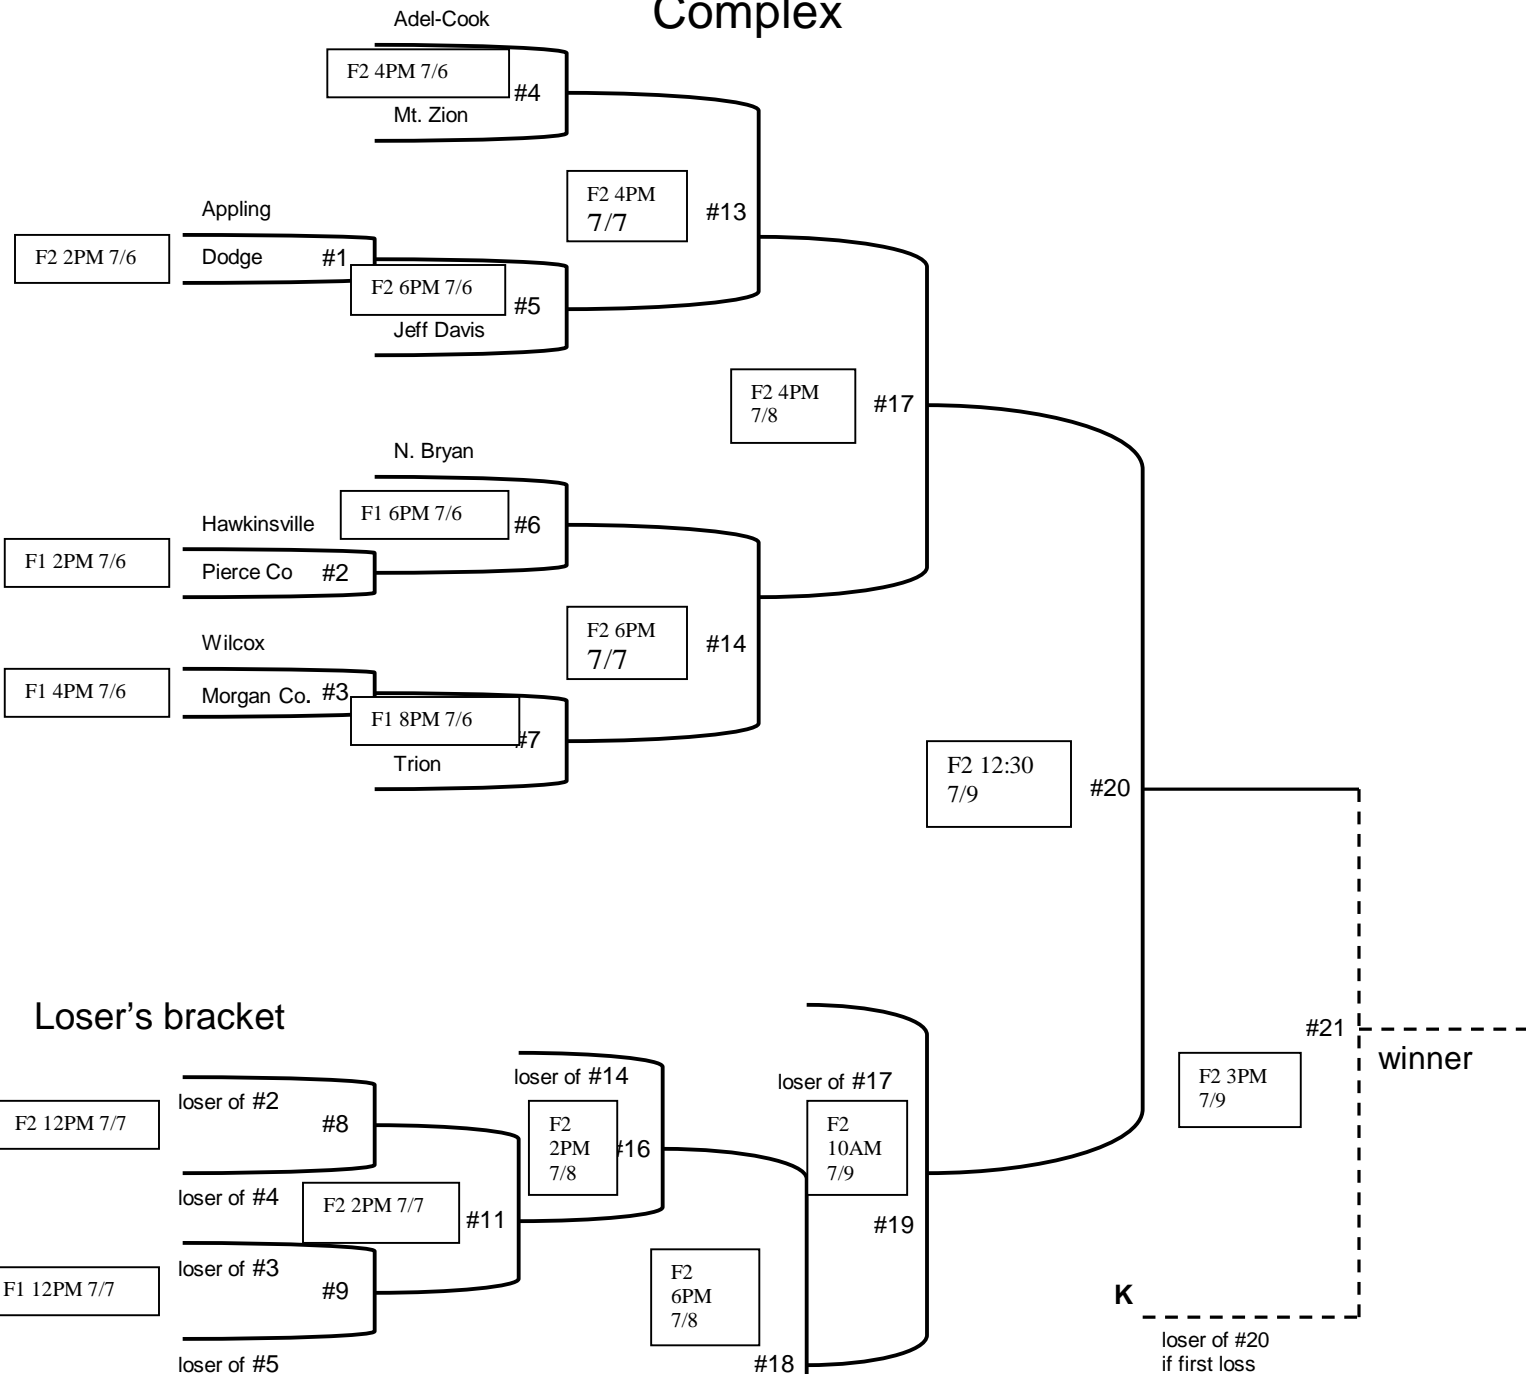 Complex
Adel-Cook
F2 4PM 7/6
#4
Mt. Zion
F2 4PM
7/7
#13
Appling
F2 2PM 7/6
Dodge
#1
F2 6PM 7/6
#5
Jeff Davis
F2 4PM
7/8
#17
N. Bryan
F1 6PM 7/6
#6
Hawkinsville
F1 2PM 7/6
Pierce Co
#2
F2 6PM
7/7
#14
Wilcox
F1 4PM 7/6
Morgan Co.
#3
F1 8PM 7/6
#7
Trion
F2 12:30
7/9
#20
Loser’s bracket
#21
winner
F2 3PM
7/9
loser of #14
loser of #17
loser of #2
F2 12PM 7/7
#8
F2
2PM
7/8
#16
F2
10AM
7/9
loser of #4
F2 2PM 7/7
#11
#19
loser of #3
F1 12PM 7/7
#9
F2
6PM
7/8
K
loser of #20
if first loss
loser of #5
#18